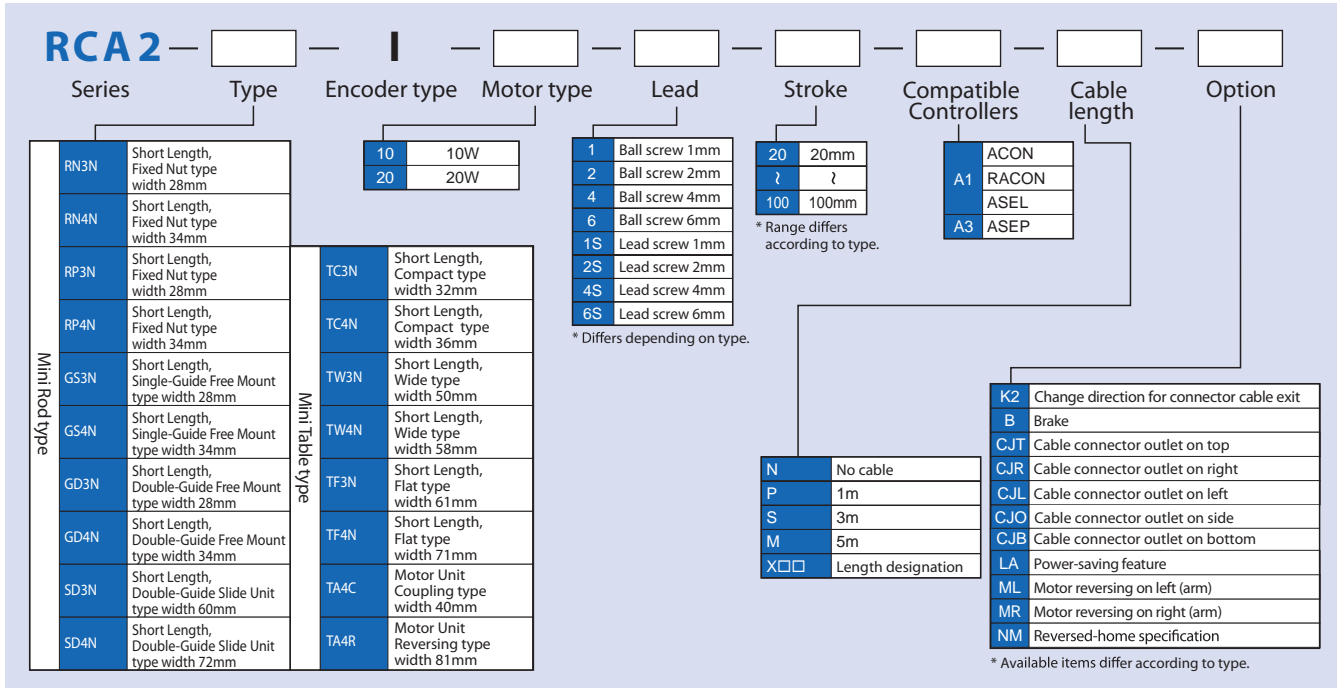 RCA2 — — I — — — — — —
Series Type Encoder type Motor type Lead Stroke Compatible Controllers Cable length Option
Mini Rod type
RN3N Short Length,
Fixed Nut type
width 28mm
RN4N Short Length,
Fixed Nut type
width 34mm
RP3N Short Length,
Fixed Nut type
width 28mm
RP4N Short Length,
Fixed Nut type
width 34mm
GS3N Short Length,
Single-Guide Free Mount
type width 28mm
GS4N Short Length,
Single-Guide Free Mount
type width 34mm
GD3N Short Length,
Double-Guide Free Mount
type width 28mm
GD4N Short Length,
Double-Guide Free Mount
type width 34mm
SD3N Short Length,
Double-Guide Slide Unit
type width 60mm
SD4N Short Length,
Double-Guide Slide Unit
type width 72mm
Mini Table type
TC3N Short Length,
Compact type
width 32mm
TC4N Short Length,
Compact type
width 36mm
TW3N Short Length,
Wide type
width 50mm
TW4N Short Length,
Wide type
width 58mm
TF3N Short Length,
Flat type
width 61mm
TF4N Short Length,
Flat type
width 71mm
TA4C Motor Unit
Coupling type
width 40mm
TA4R Motor Unit
Reversing type
width 81mm
10 10W
20 20W
1 Ball screw 1mm
2 Ball screw 2mm
4 Ball screw 4mm
6 Ball screw 6mm
1S Lead screw 1mm
2S Lead screw 2mm
4S Lead screw 4mm
6S Lead screw 6mm
* Differs depending on type.
20 20mm
≀ ≀
100 100mm
* Range differs
according to type.
A1 ACON
RACON
ASEL
A3 ASEP
N No cable
P 1m
S 3m
M 5m
X□□ Length designation
K2 Change direction for connector cable exit
B Brake
CJT Cable connector outlet on top
CJR Cable connector outlet on right
CJL Cable connector outlet on left
CJO Cable connector outlet on side
CJB Cable connector outlet on bottom
LA Power-saving feature
ML Motor reversing on left (arm)
MR Motor reversing on right (arm)
NM Reversed-home specification
* Available items differ according to type.